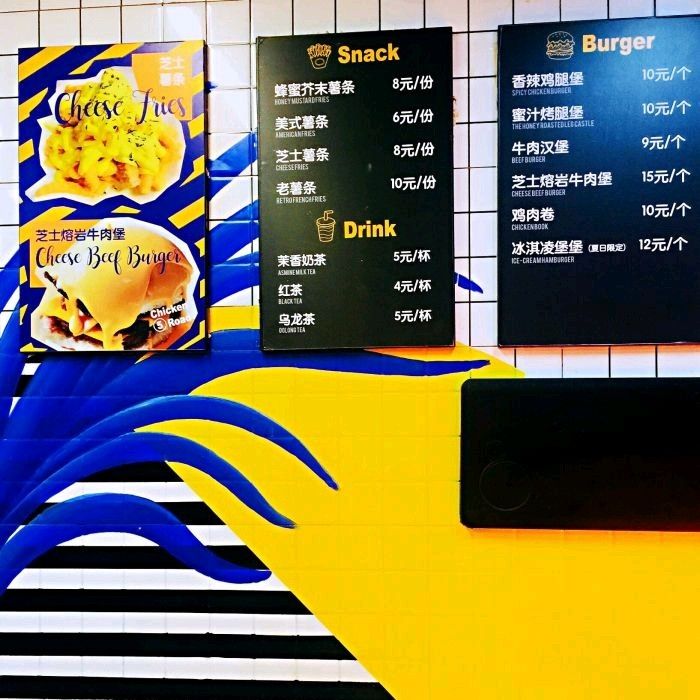 芝士
薯条
Cheese Fries
芝士熔岩牛肉堡
Cheese Beef Burger
Chicken
Road
Snack
蜂蜜芥末薯条 8元/份
HONEY MUSTARD FRIES
美式薯条 6元/份
AMERICAN FRIES
芝士薯条 8元/份
CHEESE FRIES
老薯条 10元/份
RETRO FRENCH FRIES
Drink
茉香奶茶 5元/杯
ASMINE MILK TEA
红茶 4元/杯
BLACK TEA
乌龙茶 5元/杯
OOLONG TEA
Burger
香辣鸡腿堡 10元/个
SPICY CHICKEN BURGER
蜜汁烤腿堡 10元/个
THE HONEY ROASTED LEG CASTLE
牛肉汉堡 9元/个
BEEF BURGER
芝士熔岩牛肉堡 15元/个
CHEESE BEEF BURGER
鸡肉卷 10元/个
CHICKEN BOOK
冰淇凌堡堡（夏日限定） 12元/个
ICE-CREAM HAMBURGER